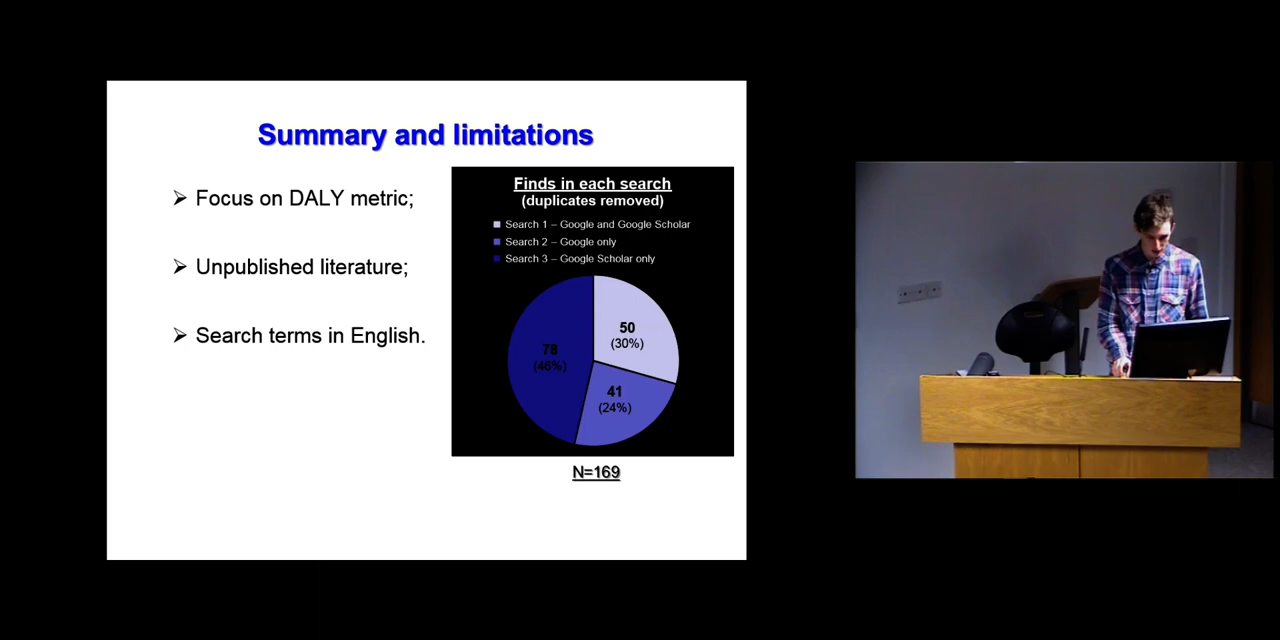 Summary and limitations
➢ Focus on DALY metric;
➢ Unpublished literature;
➢ Search terms in English.
Finds in each search
(duplicates removed)
Search 1 – Google and Google Scholar
Search 2 – Google only
Search 3 – Google Scholar only
50
(30%)
78
(46%)
41
(24%)
N=169